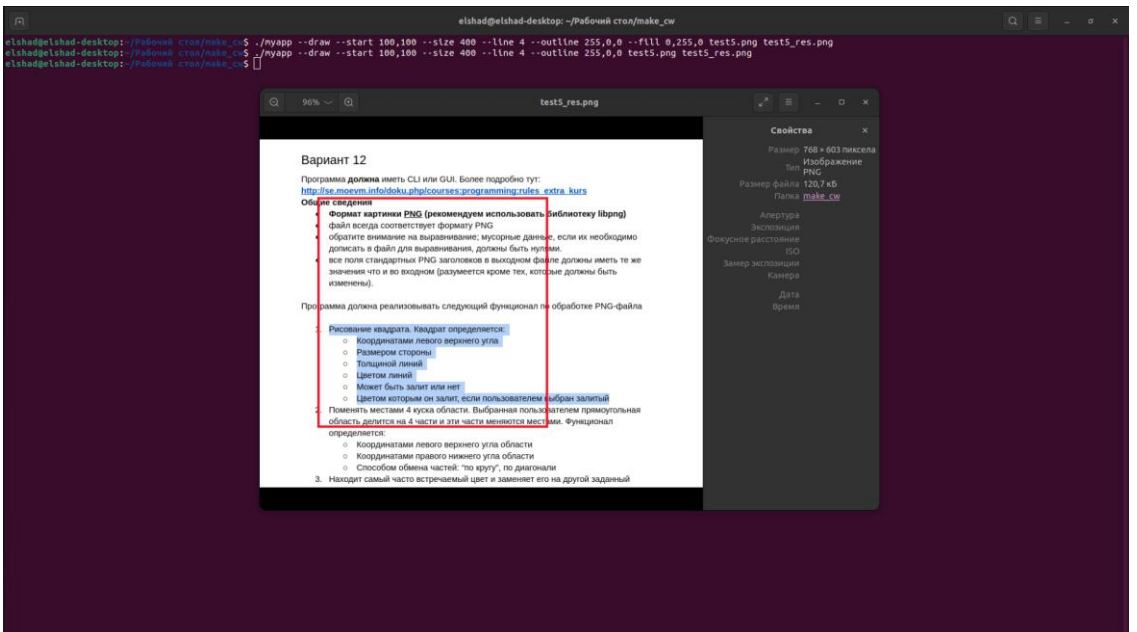 elshad@elshad-desktop: ~/Рабочий стол/make_cw
elshad@elshad-desktop:~/Рабочий стол/make_cw$ ./myapp --draw --start 100,100 --size 400 --line 4 --outline 255,0,0 --fill 0,255,0 test5.png test5_res.png
elshad@elshad-desktop:~/Рабочий стол/make_cw$ ./myapp --draw --start 100,100 --size 400 --line 4 --outline 255,0,0 test5.png test5_res.png
elshad@elshad-desktop:~/Рабочий стол/make_cw$
96% test5_res.png
Вариант 12
Программа должна иметь CLI или GUI. Более подробно тут:
http://se.moevm.info/doku.php/courses:programming:rules_extra_kurs
Общие сведения
• Формат картинки PNG (рекомендуем использовать библиотеку libpng)
• файл всегда соответствует формату PNG
• обратите внимание на выравнивание; мусорные данные, если их необходимо
дописать в файл для выравнивания, должны быть нулями.
• все поля стандартных PNG заголовков в выходном файле должны иметь те же
значения что и во входном (разумеется кроме тех, которые должны быть
изменены).
Программа должна реализовывать следующий функционал по обработке PNG-файла
1. Рисование квадрата. Квадрат определяется:
○ Координатами левого верхнего угла
○ Размером стороны
○ Толщиной линий
○ Цветом линий
○ Может быть залит или нет
○ Цветом которым он залит, если пользователем выбран залитый
2. Поменять местами 4 куска области. Выбранная пользователем прямоугольная
область делится на 4 части и эти части меняются местами. Функционал
определяется:
○ Координатами левого верхнего угла области
○ Координатами правого нижнего угла области
○ Способом обмена частей: "по кругу", по диагонали
3. Находит самый часто встречаемый цвет и заменяет его на другой заданный
Свойства
Размер 768 × 603 пиксела
Тип Изображение
PNG
Размер файла 120,7 кБ
Папка make_cw
Апертура
Экспозиция
Фокусное расстояние
ISO
Замер экспозиции
Камера
Дата
Время